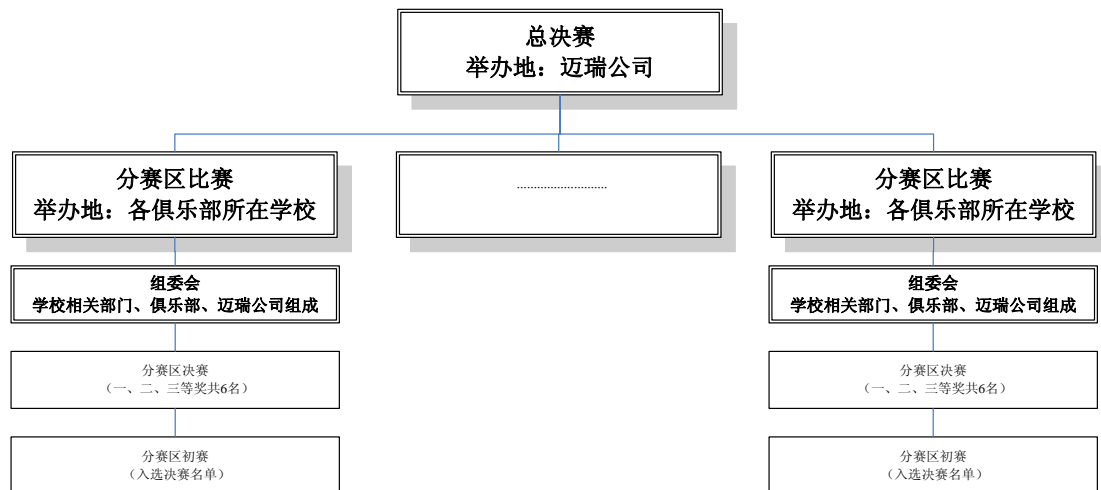 总决赛
举办地：迈瑞公司
分赛区比赛
举办地：各俱乐部所在学校
...........................
分赛区比赛
举办地：各俱乐部所在学校
组委会
学校相关部门、俱乐部、迈瑞公司组成
组委会
学校相关部门、俱乐部、迈瑞公司组成
分赛区决赛
（一、二、三等奖共6名）
分赛区决赛
（一、二、三等奖共6名）
分赛区初赛
（入选决赛名单）
分赛区初赛
（入选决赛名单）